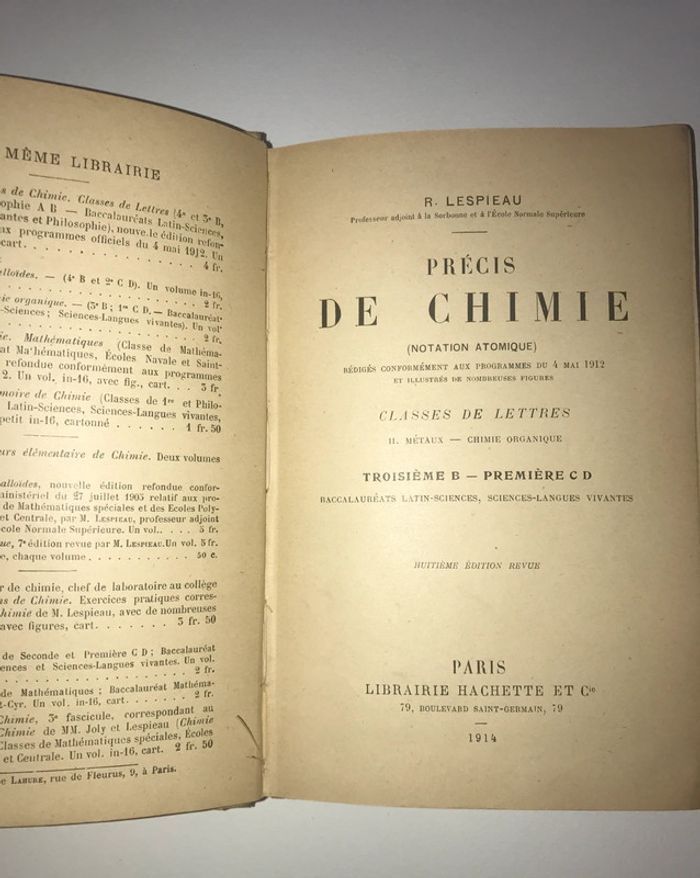 MÊME LIBRAIRIE
s de Chimie. Classes de Lettres (4e et 3e B,
sophie A B — Baccalauréats Latin-Sciences,
antes et Philosophie), nouvelle édition refon-
ux programmes officiels du 4 mai 1912. Un
cart. . . . . . . . . . . . . 4 fr.
alloïdes. — (4e B et 2e C D). Un volume in-16,
. . . . . . . . . . . . . 2 fr.
ie organique. — (3e B; 1re C D. — Baccalauréat-
-Sciences; Sciences-Langues vivantes). Un vol
. . . . . . . . . . . . . 2 fr.
ie. Mathématiques (Classe de Mathéma-
at Mathématiques, Écoles Navale et Saint-
refondue conformément aux programmes
2. Un vol. in-16, avec fig., cart. . . 3 fr.
moire de Chimie (Classes de 1re et Philo-
Latin-Sciences, Sciences-Langues vivantes,
petit in-16, cartonné . . . . . . 1 fr. 50
urs élémentaire de Chimie. Deux volumes
alloïdes, nouvelle édition refondue confor-
ministériel du 27 juillet 1905 relatif aux pro-
de Mathématiques spéciales et des Écoles Poly-
et Centrale, par M. LESPIEAU, professeur adjoint
cole Normale Supérieure. Un vol. . . 5 fr.
que, 7e édition revue par M. LESPIEAU. Un vol. 5 fr.
e, chaque volume. . . . . . . . . . 50 c.
r de chimie, chef de laboratoire au collège
ns de Chimie. Exercices pratiques corres-
himie de M. Lespieau, avec de nombreuses
avec figures, cart. . . . . . . 3 fr. 50
de Seconde et Première C D; Baccalauréat
ences et Sciences-Langues vivantes. Un vol.
. . . . . . . . . . . . . 2 fr.
de Mathématiques; Baccalauréat Mathéma-
t-Cyr. Un vol. in-16, cart. . . . . . 2 fr.
Chimie, 3e fascicule, correspondant au
Chimie de MM. Joly et Lespieau (Chimie
Classes de Mathématiques spéciales, Écoles
et Centrale. Un vol. in-16, cart. 2 fr. 50
e LAHURE, rue de Fleurus, 9, à Paris.
R. LESPIEAU
Professeur adjoint à la Sorbonne et à l'École Normale Supérieure
PRÉCIS
DE CHIMIE
(NOTATION ATOMIQUE)
RÉDIGÉS CONFORMÉMENT AUX PROGRAMMES DU 4 MAI 1912
ET ILLUSTRÉS DE NOMBREUSES FIGURES
CLASSES DE LETTRES
II. MÉTAUX — CHIMIE ORGANIQUE
TROISIÈME B — PREMIÈRE C D
BACCALAURÉATS LATIN-SCIENCES, SCIENCES-LANGUES VIVANTES
HUITIÈME ÉDITION REVUE
PARIS
LIBRAIRIE HACHETTE ET Cie
79, BOULEVARD SAINT-GERMAIN, 79
1914